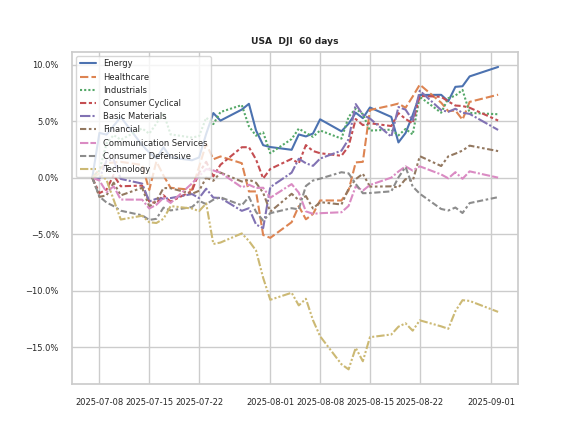 USA DJI 60 days
10.0%
5.0%
0.0%
−5.0%
−10.0%
−15.0%
Energy
Healthcare
Industrials
Consumer Cyclical
Basic Materials
Financial
Communication Services
Consumer Defensive
Technology
2025-07-08 2025-07-15 2025-07-22 2025-08-01 2025-08-08 2025-08-15 2025-08-22 2025-09-01